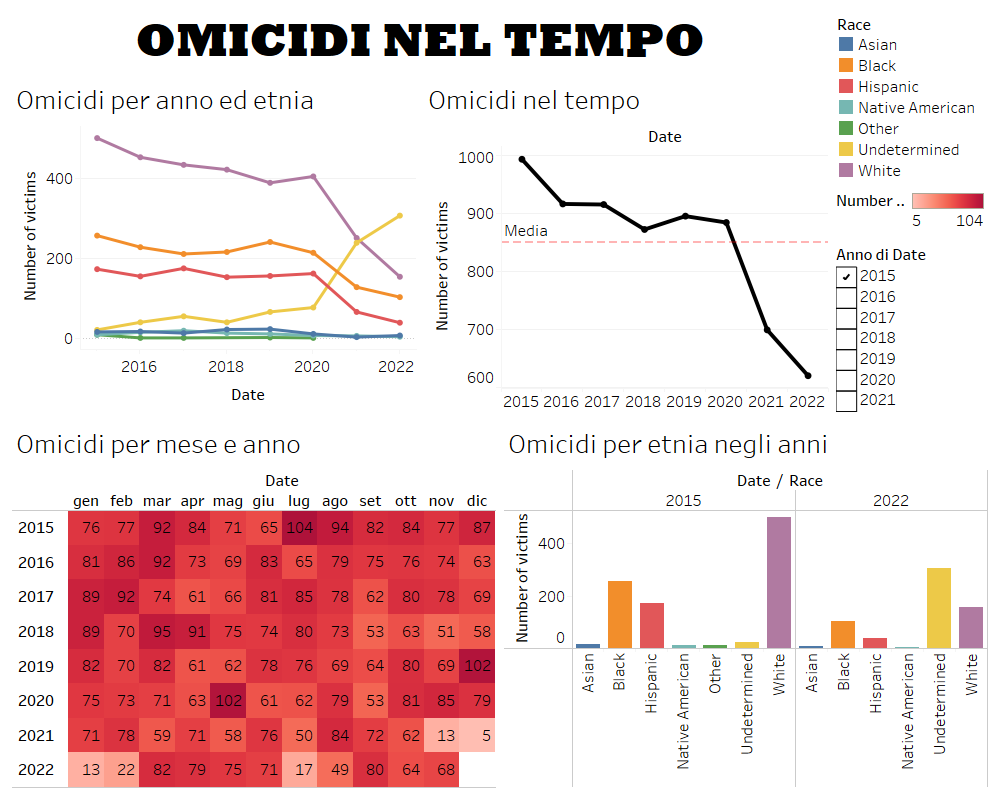 OMICIDI NEL TEMPO
Race
Asian
Black
Hispanic
Native American
Other
Undetermined
White
Number ..
5 104
Anno di Date
2015
2016
2017
2018
2019
2020
2021
Omicidi per anno ed etnia
Number of victims
400
200
0
2016 2018 2020 2022
Date
Omicidi nel tempo
Date
Number of victims
1000
900
Media
800
700
600
2015 2016 2017 2018 2019 2020 2021 2022
Omicidi per mese e anno
Date
gen feb mar apr mag giu lug ago set ott nov dic
2015 76 77 92 84 71 65 104 94 82 84 77 87
2016 81 86 92 73 69 83 65 79 75 76 74 63
2017 89 92 74 61 66 81 85 78 62 80 78 69
2018 89 70 95 91 75 74 80 73 53 63 51 58
2019 82 70 82 61 62 78 76 69 64 80 69 102
2020 75 73 71 63 102 61 62 79 53 81 85 79
2021 71 78 59 71 58 76 50 84 72 62 13 5
2022 13 22 82 79 75 71 17 49 80 64 68
Omicidi per etnia negli anni
Date / Race
2015 2022
Number of victims
400
200
0
Asian Black Hispanic Native American Other Undetermined White Asian Black Hispanic Native American Undetermined White